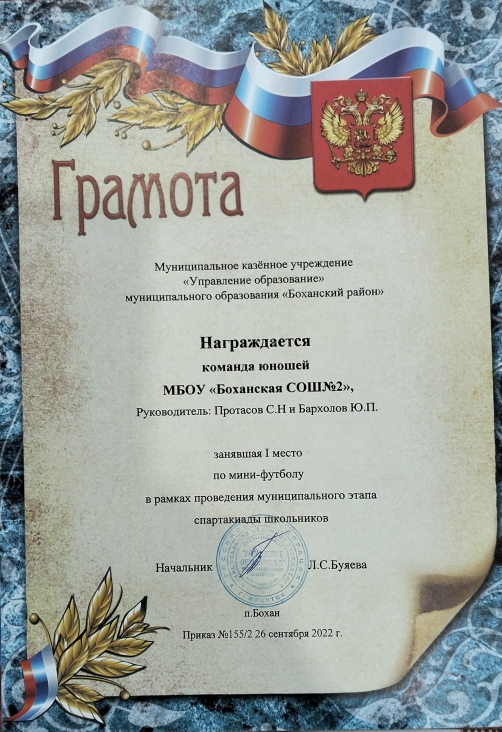 Грамота
Муниципальное казённое учреждение
«Управление образование»
муниципального образования «Боханский район»
Награждается
команда юношей
МБОУ «Боханская СОШ№2»,
Руководитель: Протасов С.Н и Бархолов Ю.П.
занявшая I место
по мини-футболу
в рамках проведения муниципального этапа
спартакиады школьников
Начальник Л.С.Буяева
п.Бохан
Приказ №155/2 26 сентября 2022 г.